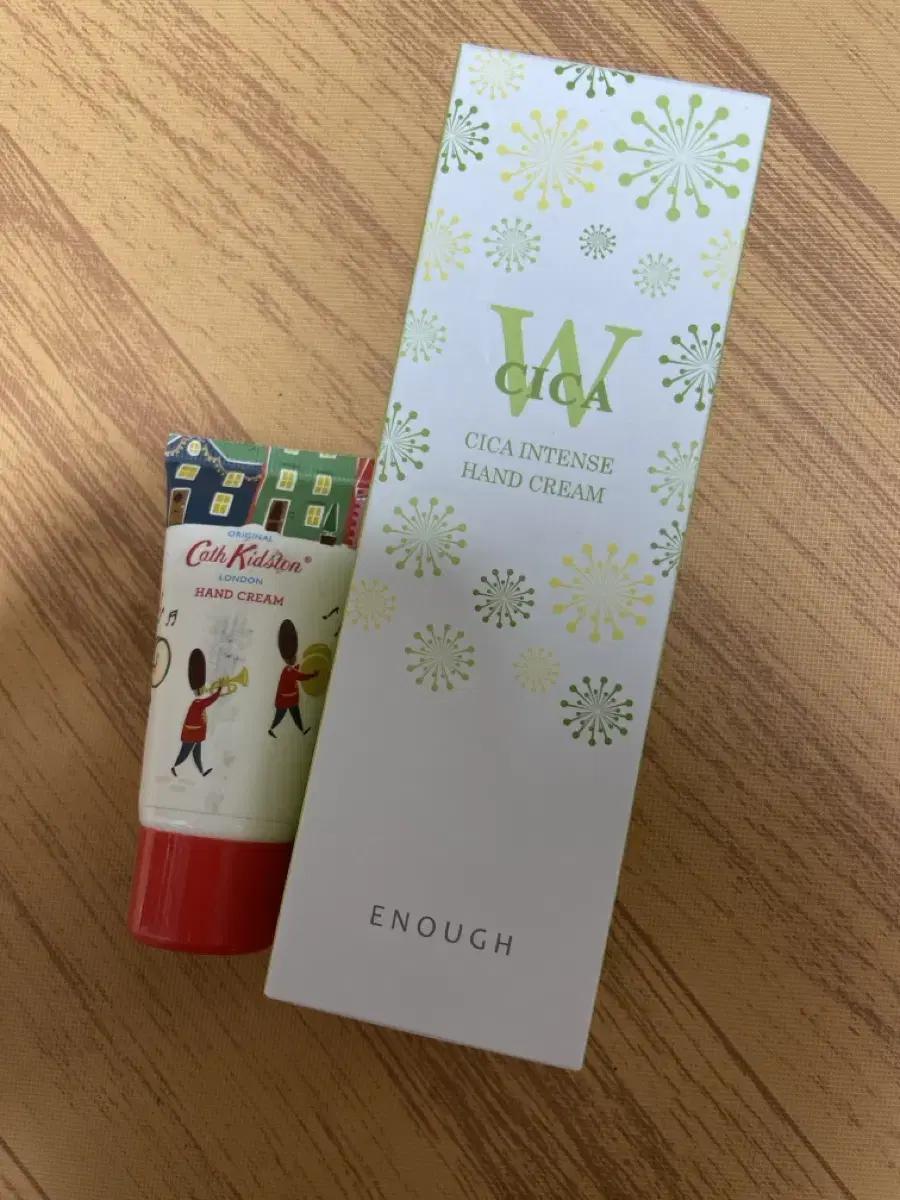 ORIGINAL
Cath Kidston®
LONDON
HAND CREAM
W
CICA
CICA INTENSE
HAND CREAM
ENOUGH